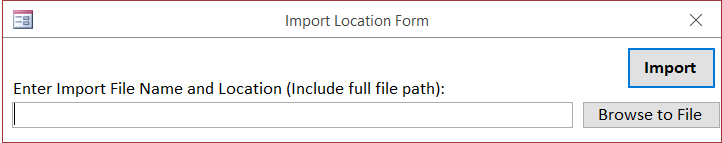 Import Location Form
Import
Enter Import File Name and Location (Include full file path):
Browse to File